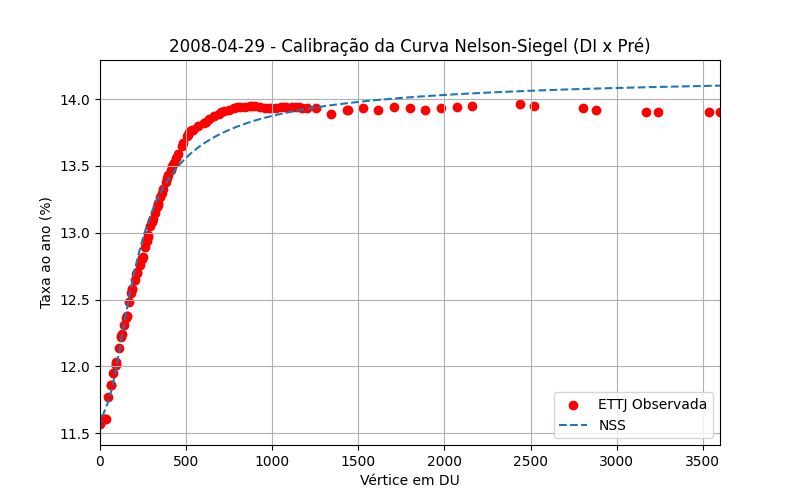 2008-04-29 - Calibração da Curva Nelson-Siegel (DI x Pré)
Taxa ao ano (%)
14.0
13.5
13.0
12.5
12.0
11.5
0 500 1000 1500 2000 2500 3000 3500
Vértice em DU
ETTJ Observada
NSS